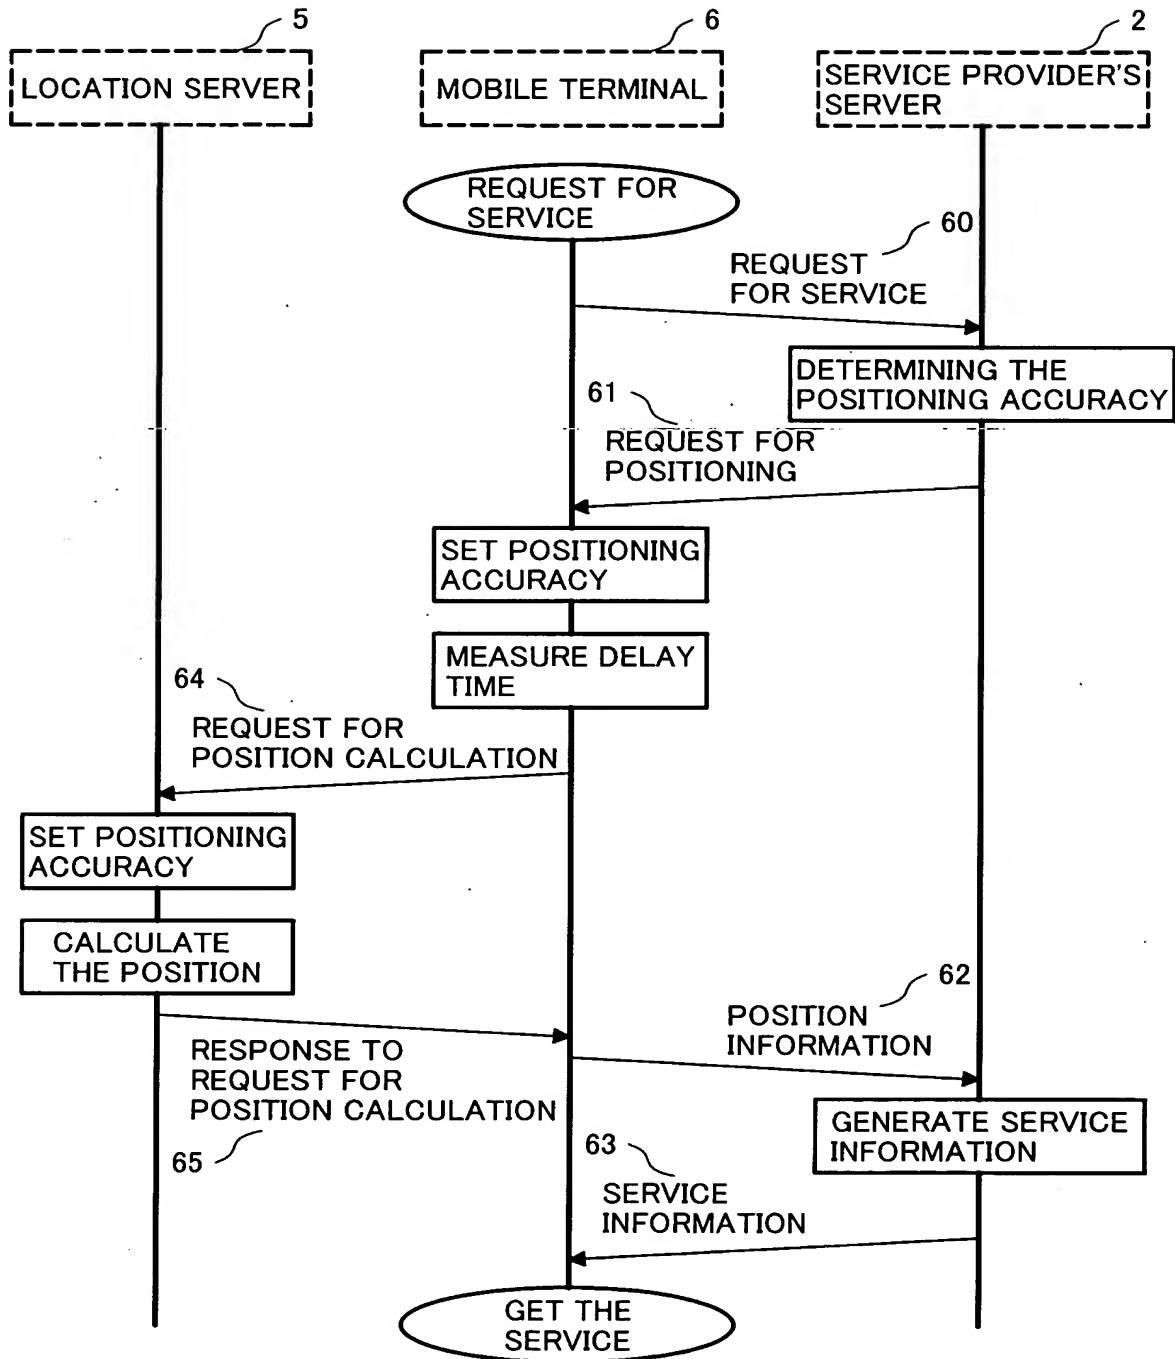 5
6
2
LOCATION SERVER
MOBILE TERMINAL
SERVICE PROVIDER'S
SERVER
REQUEST FOR
SERVICE
60
REQUEST
FOR SERVICE
DETERMINING THE
POSITIONING ACCURACY
61
REQUEST FOR
POSITIONING
SET POSITIONING
ACCURACY
MEASURE DELAY
TIME
64
REQUEST FOR
POSITION CALCULATION
SET POSITIONING
ACCURACY
CALCULATE
THE POSITION
62
POSITION
INFORMATION
RESPONSE TO
REQUEST FOR
POSITION CALCULATION
65
GENERATE SERVICE
INFORMATION
63
SERVICE
INFORMATION
GET THE
SERVICE